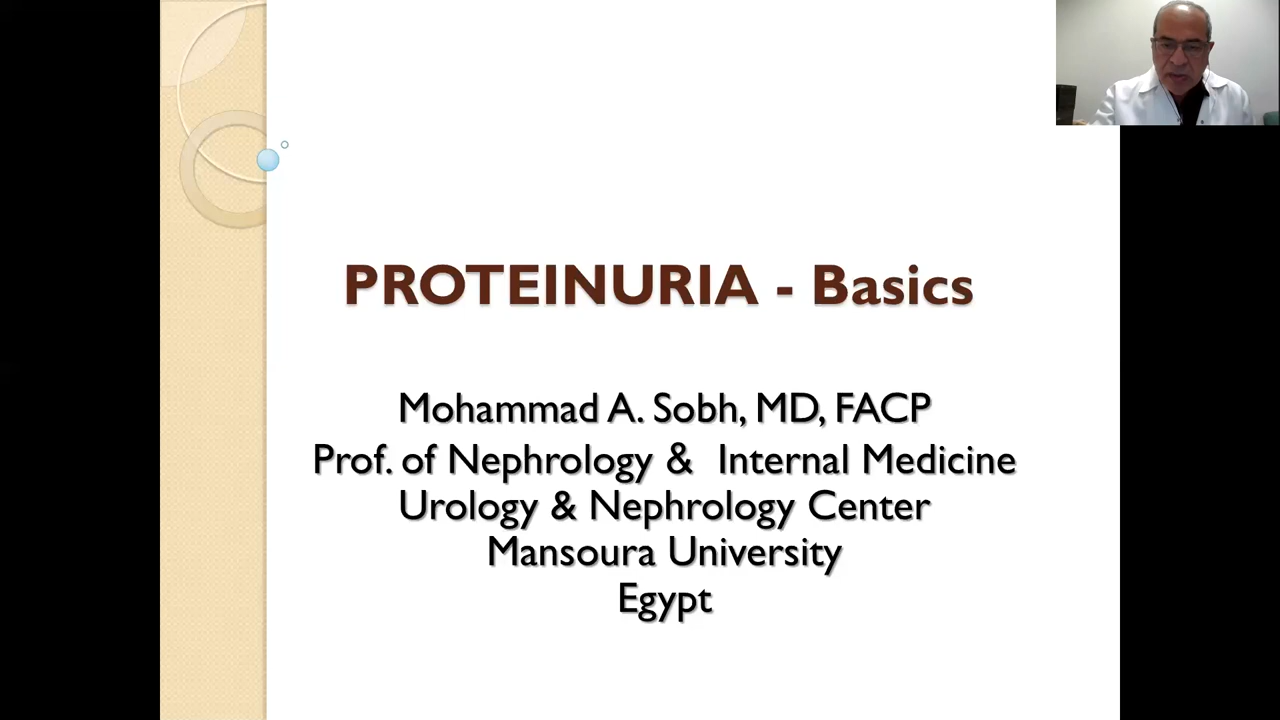 PROTEINURIA - Basics
Mohammad A. Sobh, MD, FACP
Prof. of Nephrology & Internal Medicine
Urology & Nephrology Center
Mansoura University
Egypt